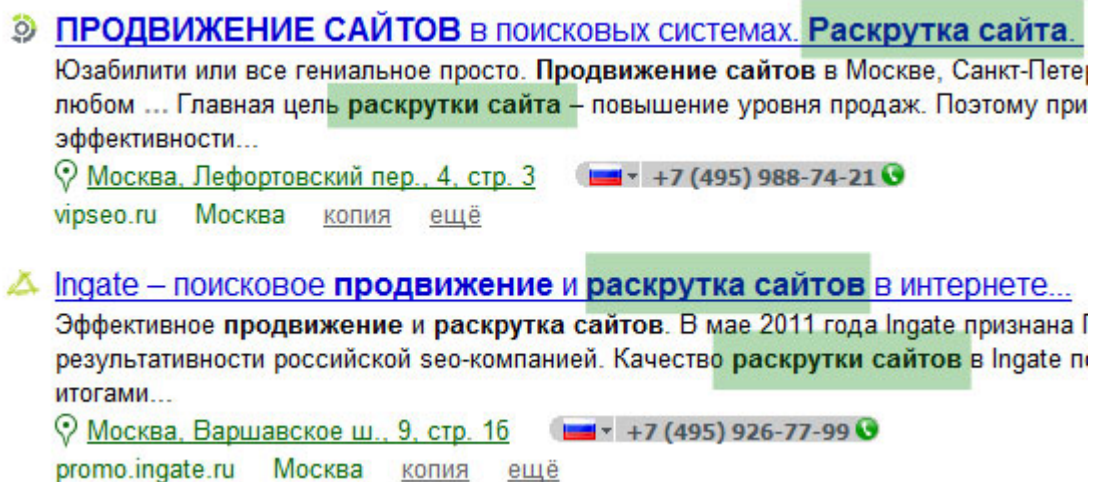 ПРОДВИЖЕНИЕ САЙТОВ в поисковых системах. Раскрутка сайта.
Юзабилити или все гениальное просто. Продвижение сайтов в Москве, Санкт-Петер
любом ... Главная цель раскрутки сайта – повышение уровня продаж. Поэтому при
эффективности...
Москва, Лефортовский пер., 4, стр. 3 +7 (495) 988-74-21
vipseo.ru Москва копия ещё
Ingate – поисковое продвижение и раскрутка сайтов в интернете...
Эффективное продвижение и раскрутка сайтов. В мае 2011 года Ingate признана
результативности российской seo-компанией. Качество раскрутки сайтов в Ingate
итогами...
Москва, Варшавское ш., 9, стр. 1б +7 (495) 926-77-99
promo.ingate.ru Москва копия ещё